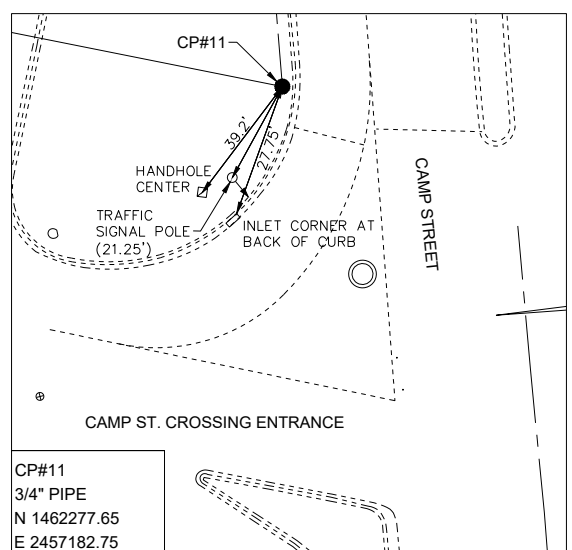 CP#11
39.2'
27.75'
HANDHOLE
CENTER
TRAFFIC
SIGNAL POLE
(21.25')
INLET CORNER AT
BACK OF CURB
CAMP STREET
CAMP ST. CROSSING ENTRANCE
CP#11
3/4" PIPE
N 1462277.65
E 2457182.75